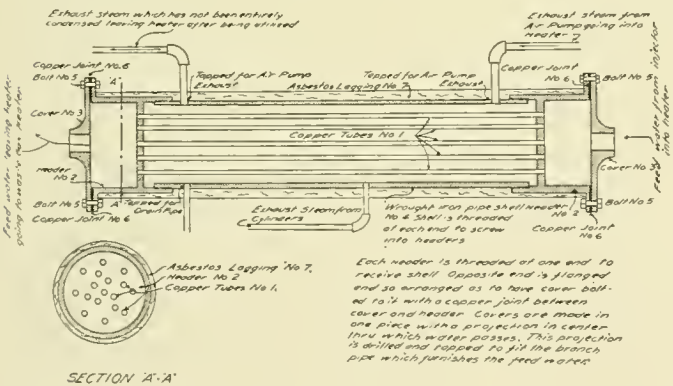 Exhaust steam which has not been entirely
condensed leaving heater after being utilized
Exhaust steam from
Air Pump going into
Heater
Copper Joint No.6
Bolt No 5
"A"
Tapped for Air Pump
Exhaust
Asbestos Lagging No 7
Tapped for Air Pump
Exhaust
Copper Joint
No 6
Bolt No 5
Cover No 3
Copper Tubes No 1
Feed water leaving heater
going to
Feed water from injector
into heater
Header
No 2
Cover No 3
Bolt No 5
"A"
Copper Joint No 6
Tapped for
Drain Pipe
Exhaust Steam from
Cylinders
Wrought iron pipe shell
No 4 Shell is threaded
at each end to screw
into headers
Header
No 2
Bolt No 5
Copper Joint
No 6
Asbestos Lagging No 7.
Header No 2
Copper Tubes No 1.
Each header is threaded at one end to
receive shell Opposite end is flanged
and so arranged as to have cover bolt-
ed to it with a copper joint between
cover and header Covers are made in
one piece with a projection in center
thru which water passes. This projection
is drilled and tapped to fit the branch
pipe which furnishes the feed water.
SECTION "A"-"A"